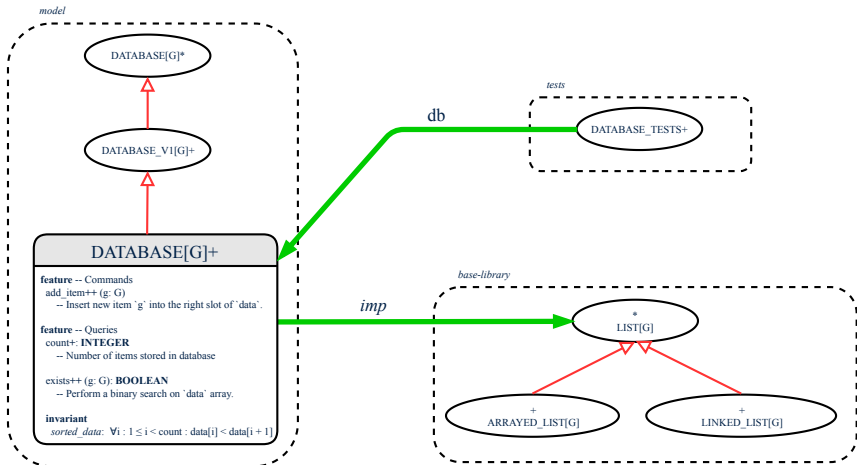 model
DATABASE[G]*
DATABASE_V1[G]+
DATABASE[G]+
feature -- Commands
add_item++ (g: G)
-- Insert new item `g` into the right slot of `data`.
feature -- Queries
count+: INTEGER
-- Number of items stored in database
exists++ (g: G): BOOLEAN
-- Perform a binary search on `data` array.
invariant
sorted_data: ∀i : 1 ≤ i < count : data[i] < data[i + 1]
db
tests
DATABASE_TESTS+
imp
base-library
*
LIST[G]
+
ARRAYED_LIST[G]
+
LINKED_LIST[G]